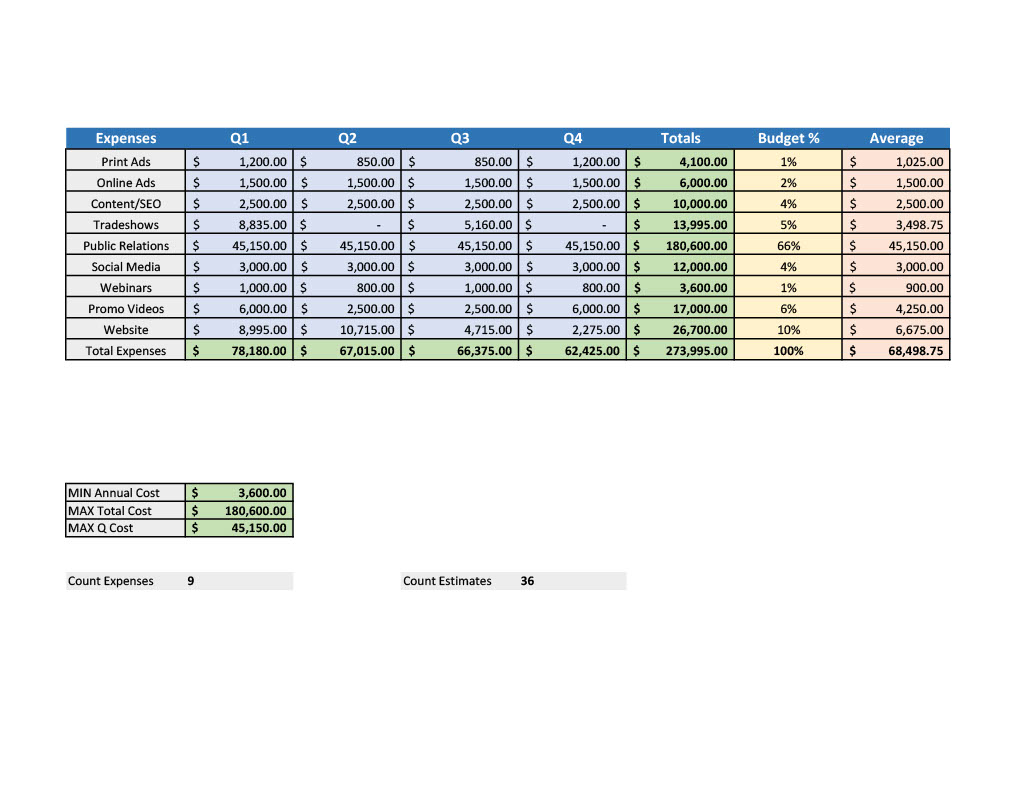 Expenses Q1 Q2 Q3 Q4 Totals Budget % Average
Print Ads $ 1,200.00 $ 850.00 $ 850.00 $ 1,200.00 $ 4,100.00 1% $ 1,025.00
Online Ads $ 1,500.00 $ 1,500.00 $ 1,500.00 $ 1,500.00 $ 6,000.00 2% $ 1,500.00
Content/SEO $ 2,500.00 $ 2,500.00 $ 2,500.00 $ 2,500.00 $ 10,000.00 4% $ 2,500.00
Tradeshows $ 8,835.00 $ - $ 5,160.00 $ - $ 13,995.00 5% $ 3,498.75
Public Relations $ 45,150.00 $ 45,150.00 $ 45,150.00 $ 45,150.00 $ 180,600.00 66% $ 45,150.00
Social Media $ 3,000.00 $ 3,000.00 $ 3,000.00 $ 3,000.00 $ 12,000.00 4% $ 3,000.00
Webinars $ 1,000.00 $ 800.00 $ 1,000.00 $ 800.00 $ 3,600.00 1% $ 900.00
Promo Videos $ 6,000.00 $ 2,500.00 $ 2,500.00 $ 6,000.00 $ 17,000.00 6% $ 4,250.00
Website $ 8,995.00 $ 10,715.00 $ 4,715.00 $ 2,275.00 $ 26,700.00 10% $ 6,675.00
Total Expenses $ 78,180.00 $ 67,015.00 $ 66,375.00 $ 62,425.00 $ 273,995.00 100% $ 68,498.75
MIN Annual Cost $ 3,600.00
MAX Total Cost $ 180,600.00
MAX Q Cost $ 45,150.00
Count Expenses 9 Count Estimates 36